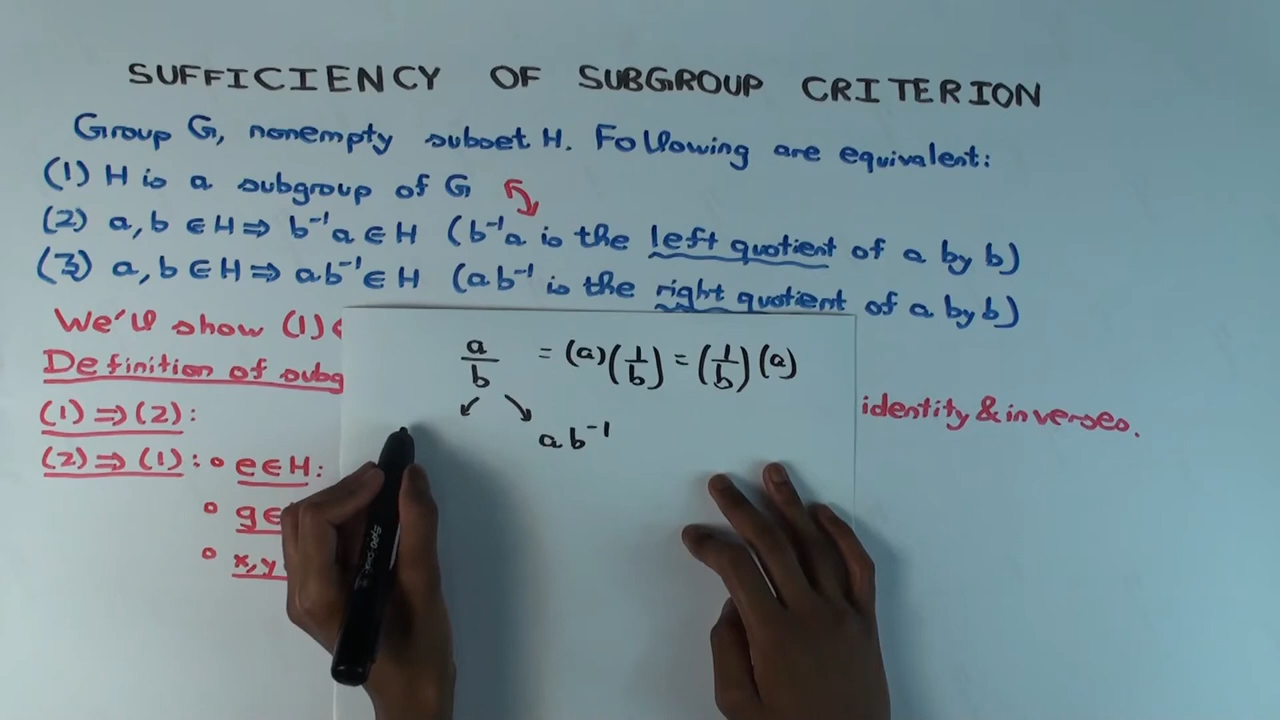 SUFFICIENCY OF SUBGROUP CRITERION
Group G, nonempty subset H. Following are equivalent:
(1) H is a subgroup of G
(2) a, b ∈ H ⇒ b⁻¹a ∈ H (b⁻¹a is the left quotient of a by b)
(3) a, b ∈ H ⇒ ab⁻¹ ∈ H (ab⁻¹ is the right quotient of a by b)
We'll show (1)
Definition of subg
identity & inverses.
(1) ⇒ (2):
(2) ⇒ (1): • e ∈ H:
• g ∈
• x, y
a/b = (a)(1/b) = (1/b)(a)
↙ ↘
ab⁻¹